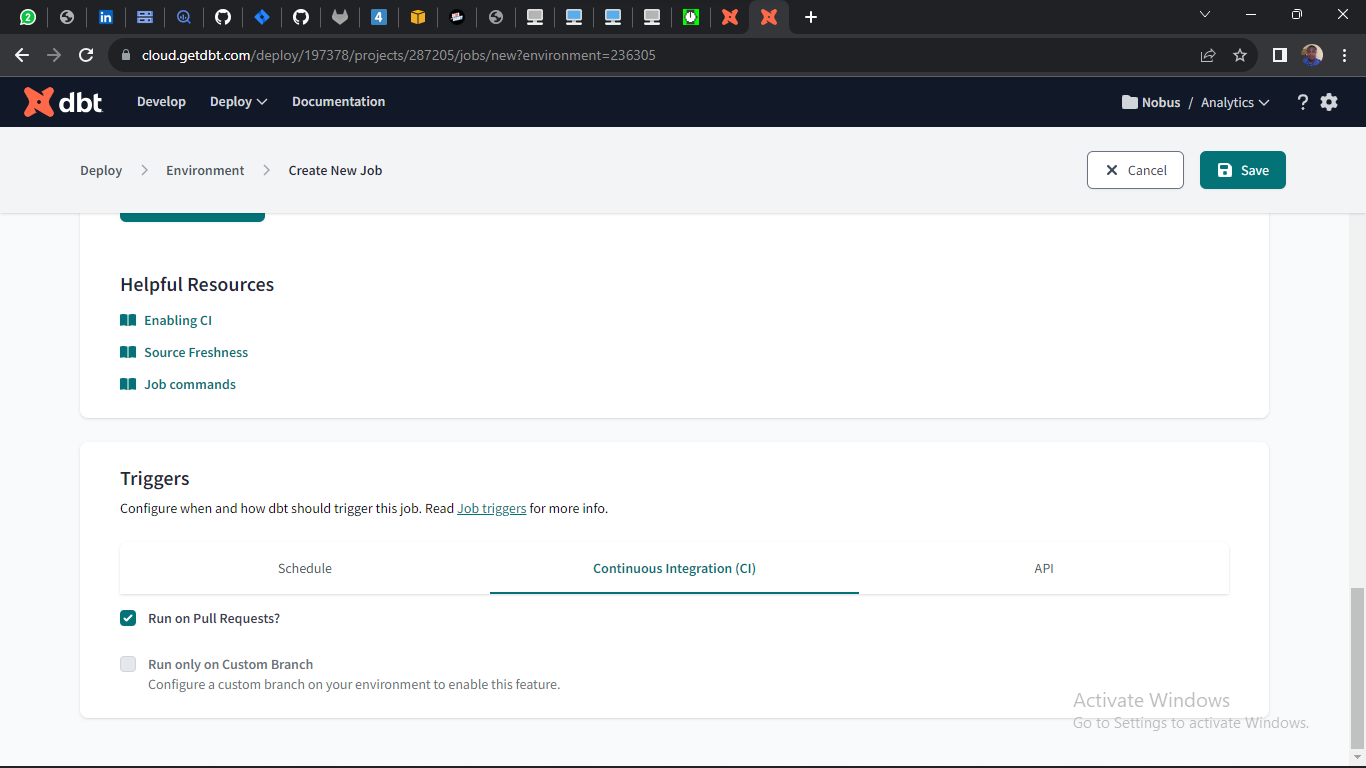 2
in
4
cloud.getdbt.com/deploy/197378/projects/287205/jobs/new?environment=236305
dbt Develop Deploy Documentation Nobus / Analytics ?
Deploy > Environment > Create New Job Cancel Save
Helpful Resources
Enabling CI
Source Freshness
Job commands
Triggers
Configure when and how dbt should trigger this job. Read Job triggers for more info.
Schedule Continuous Integration (CI) API
Run on Pull Requests?
Run only on Custom Branch
Configure a custom branch on your environment to enable this feature.
Activate Windows
Go to Settings to activate Windows.